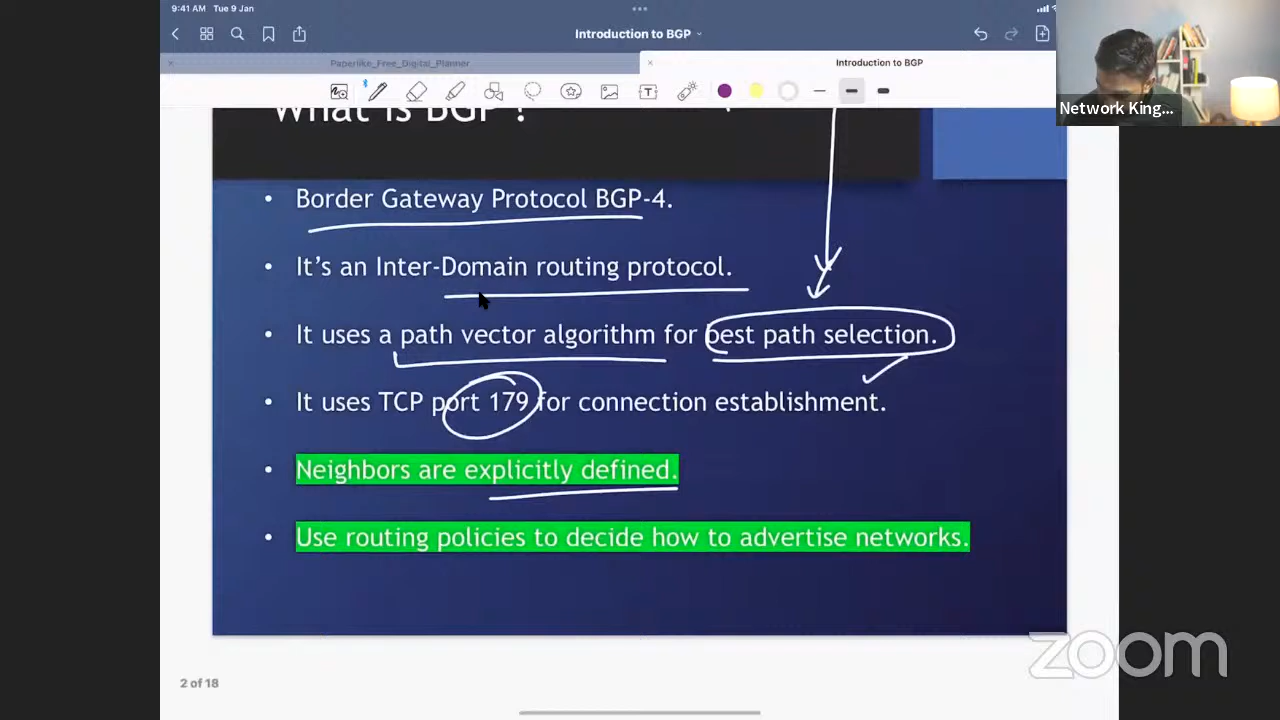 9:41 AM Tue 9 Jan
Introduction to BGP
Paperlike_Free_Digital_Planner
Introduction to BGP
Network King...
What is BGP ?
• Border Gateway Protocol BGP-4.
• It's an Inter-Domain routing protocol.
• It uses a path vector algorithm for best path selection.
• It uses TCP port 179 for connection establishment.
• Neighbors are explicitly defined.
• Use routing policies to decide how to advertise networks.
zoom
2 of 18